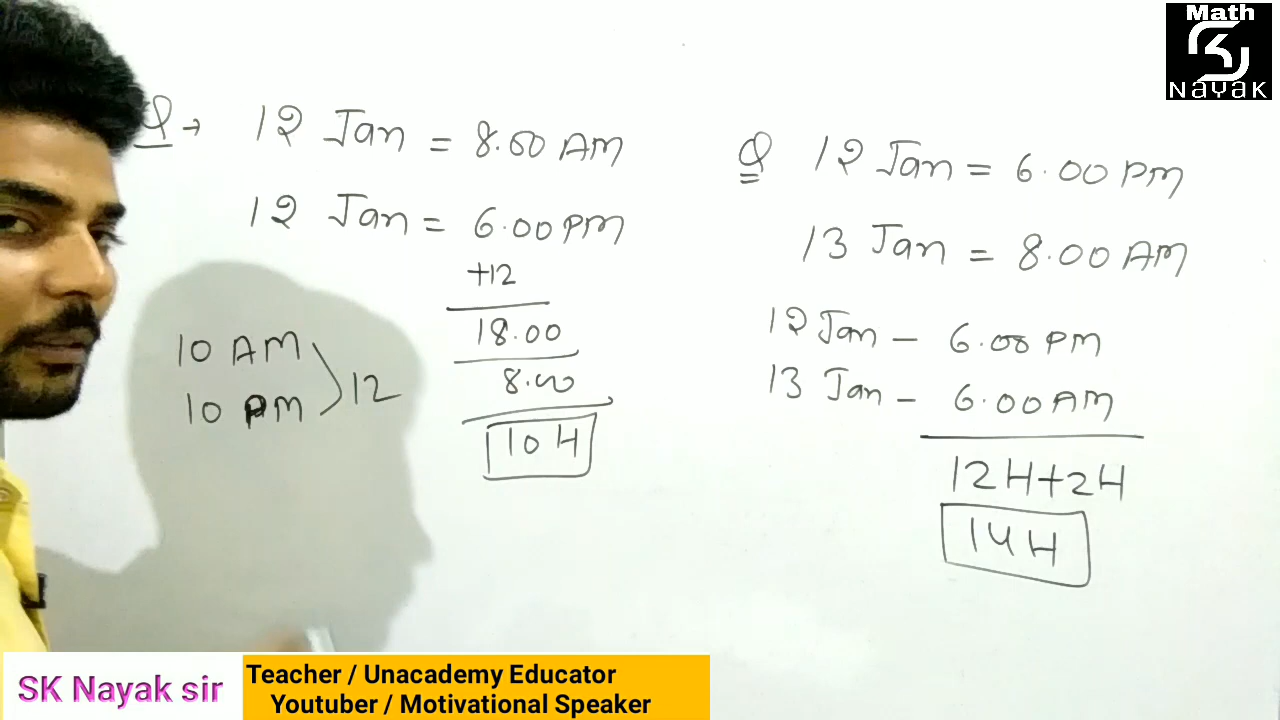 Math
NAYAK
Q → 12 Jan = 8.00 AM
12 Jan = 6.00 PM
+12
18.00
8.00
10 H
10 AM
10 PM
12
Q 12 Jan = 6.00 PM
13 Jan = 8.00 AM
12 Jan - 6.00 PM
13 Jan - 6.00 AM
12H+2H
14 H
SK Nayak sir
Teacher / Unacademy Educator
Youtuber / Motivational Speaker